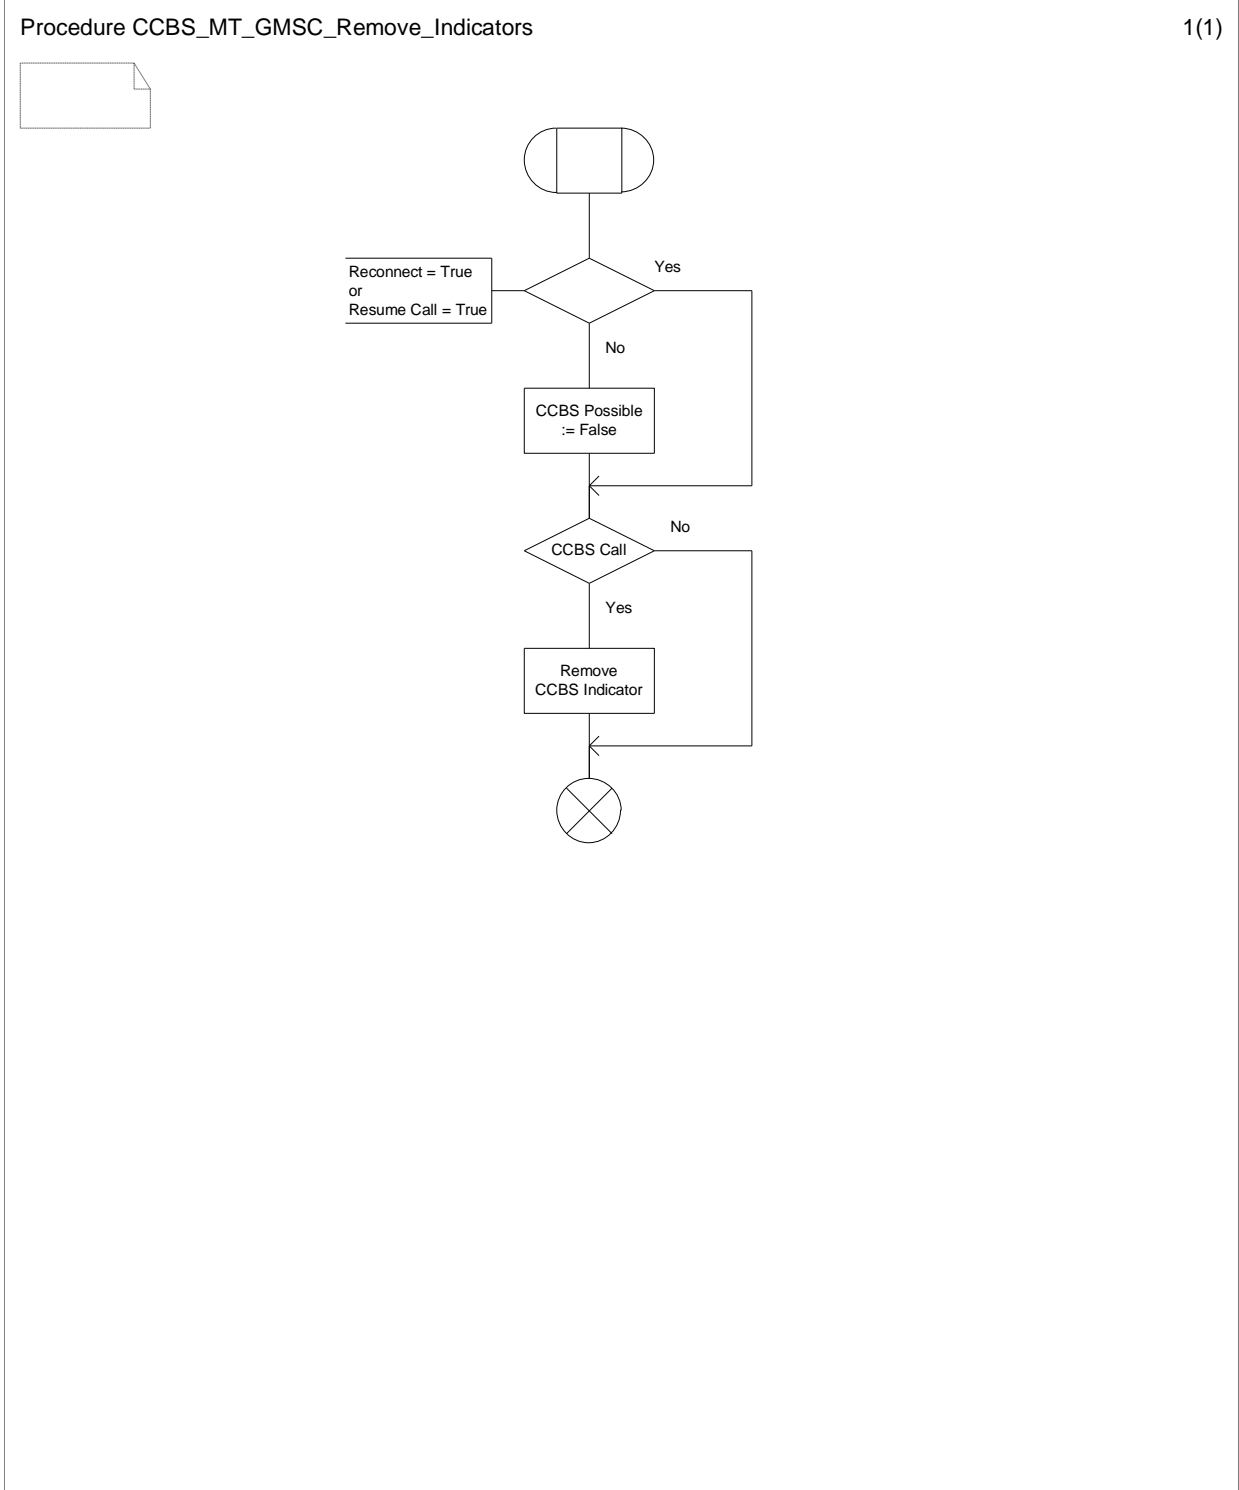 Procedure CCBS_MT_GMSC_Remove_Indicators 1(1)
Yes
Reconnect = True
or
Resume Call = True
No
CCBS Possible
:= False
No
CCBS Call
Yes
Remove
CCBS Indicator